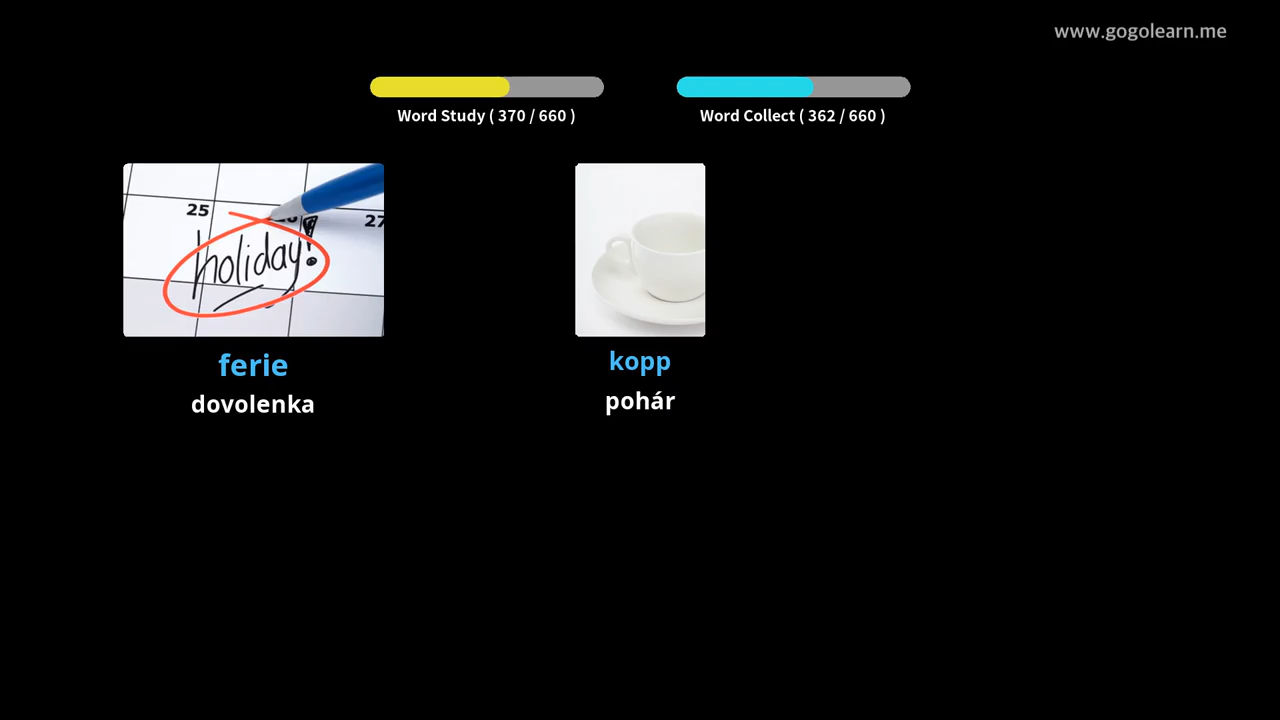 www.gogolearn.me
Word Study ( 370 / 660 )
Word Collect ( 362 / 660 )
25
27
holiday!
ferie
dovolenka
kopp
pohár